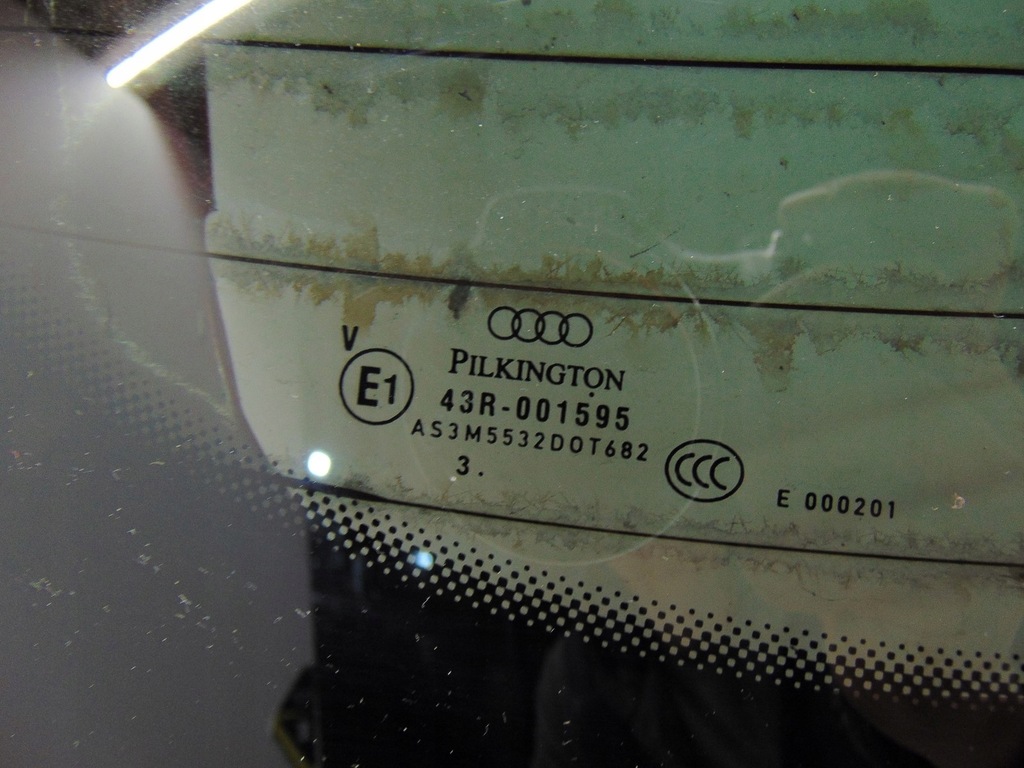 V
E1
PILKINGTON
43R-001595
AS3M5532DOT682
3.
CCC
E 000201